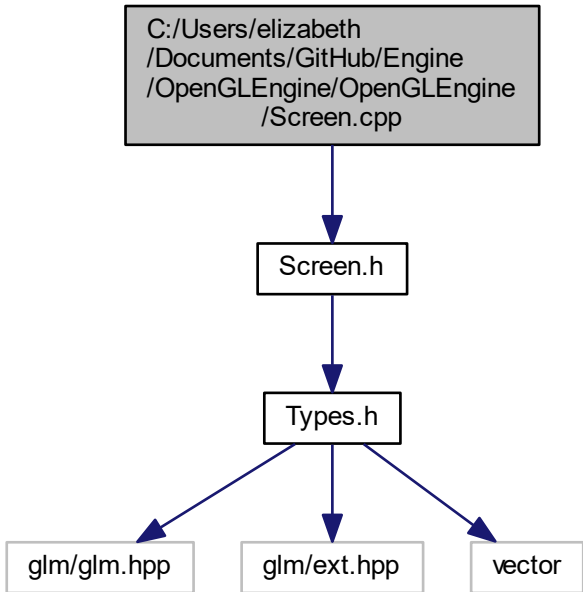 C:/Users/elizabeth
/Documents/GitHub/Engine
/OpenGLEngine/OpenGLEngine
/Screen.cpp
Screen.h
Types.h
glm/glm.hpp
glm/ext.hpp
vector